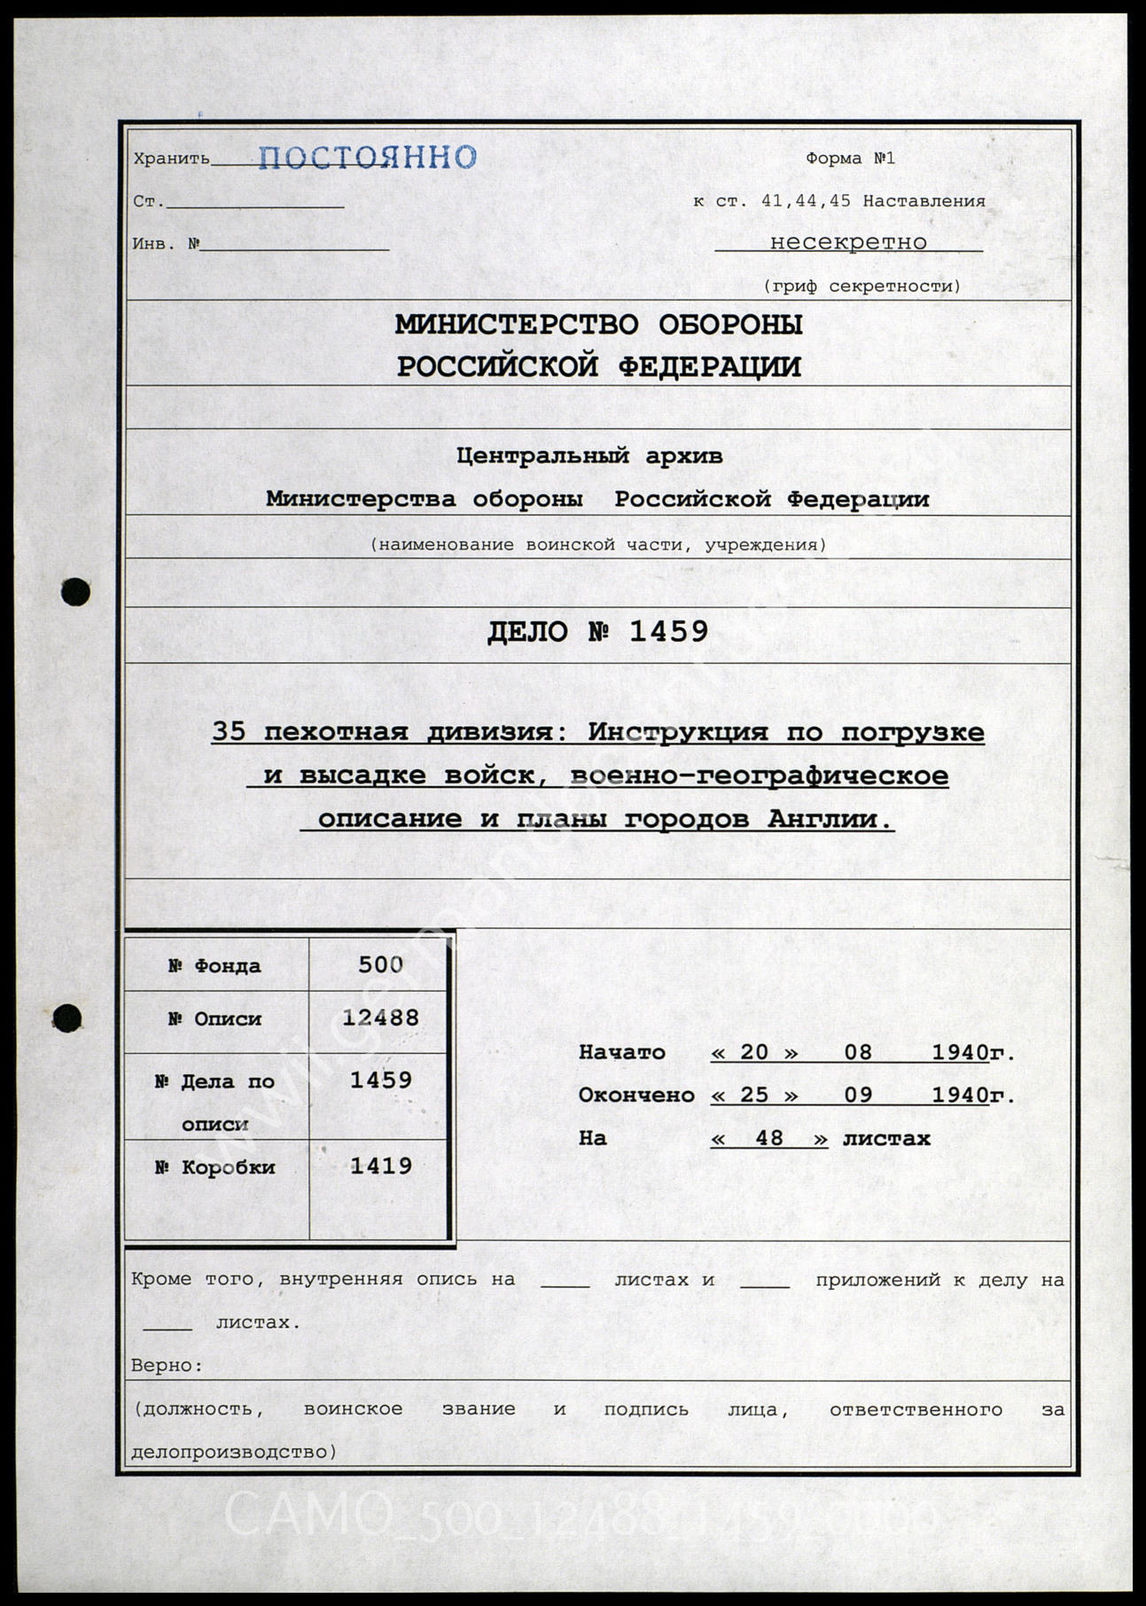 Хранить ПОСТОЯННО
Форма №1
Ст.
к ст. 41,44,45 Наставления
Инв. №
несекретно
(гриф секретности)
МИНИСТЕРСТВО ОБОРОНЫ
РОССИЙСКОЙ ФЕДЕРАЦИИ
Центральный архив
Министерства обороны Российской Федерации
(наименование воинской части, учреждения)
ДЕЛО № 1459
35 пехотная дивизия: Инструкция по погрузке
и высадке войск, военно-географическое
описание и планы городов Англии.
№ Фонда 500
№ Описи 12488
№ Дела по 1459
описи
№ Коробки 1419
Начато « 20 » 08 1940г.
Окончено « 25 » 09 1940г.
На « 48 » листах
Кроме того, внутренняя опись на ____ листах и ____ приложений к делу на
____ листах.
Верно:
(должность, воинское звание и подпись лица, ответственного за
делопроизводство)
CAMO_500_12488_1459_0000